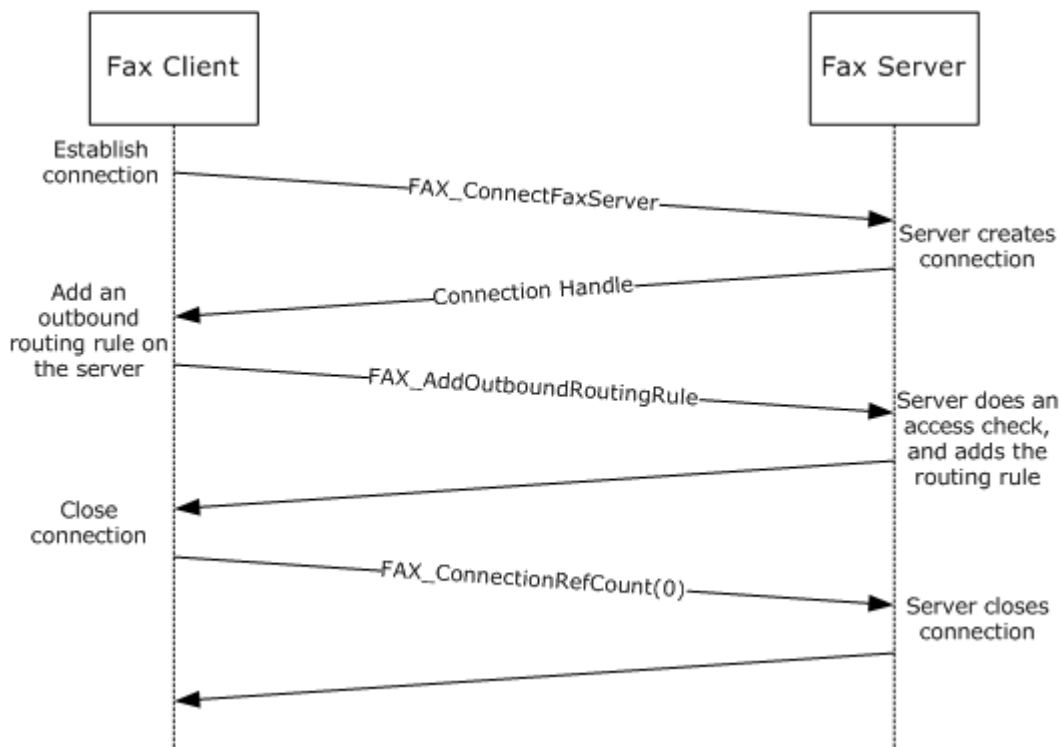 Fax Client
Fax Server
Establish
connection
FAX_ConnectFaxServer
Server creates
connection
Connection Handle
Add an
outbound
routing rule on
the server
FAX_AddOutboundRoutingRule
Server does an
access check,
and adds the
routing rule
Close
connection
FAX_ConnectionRefCount(0)
Server closes
connection